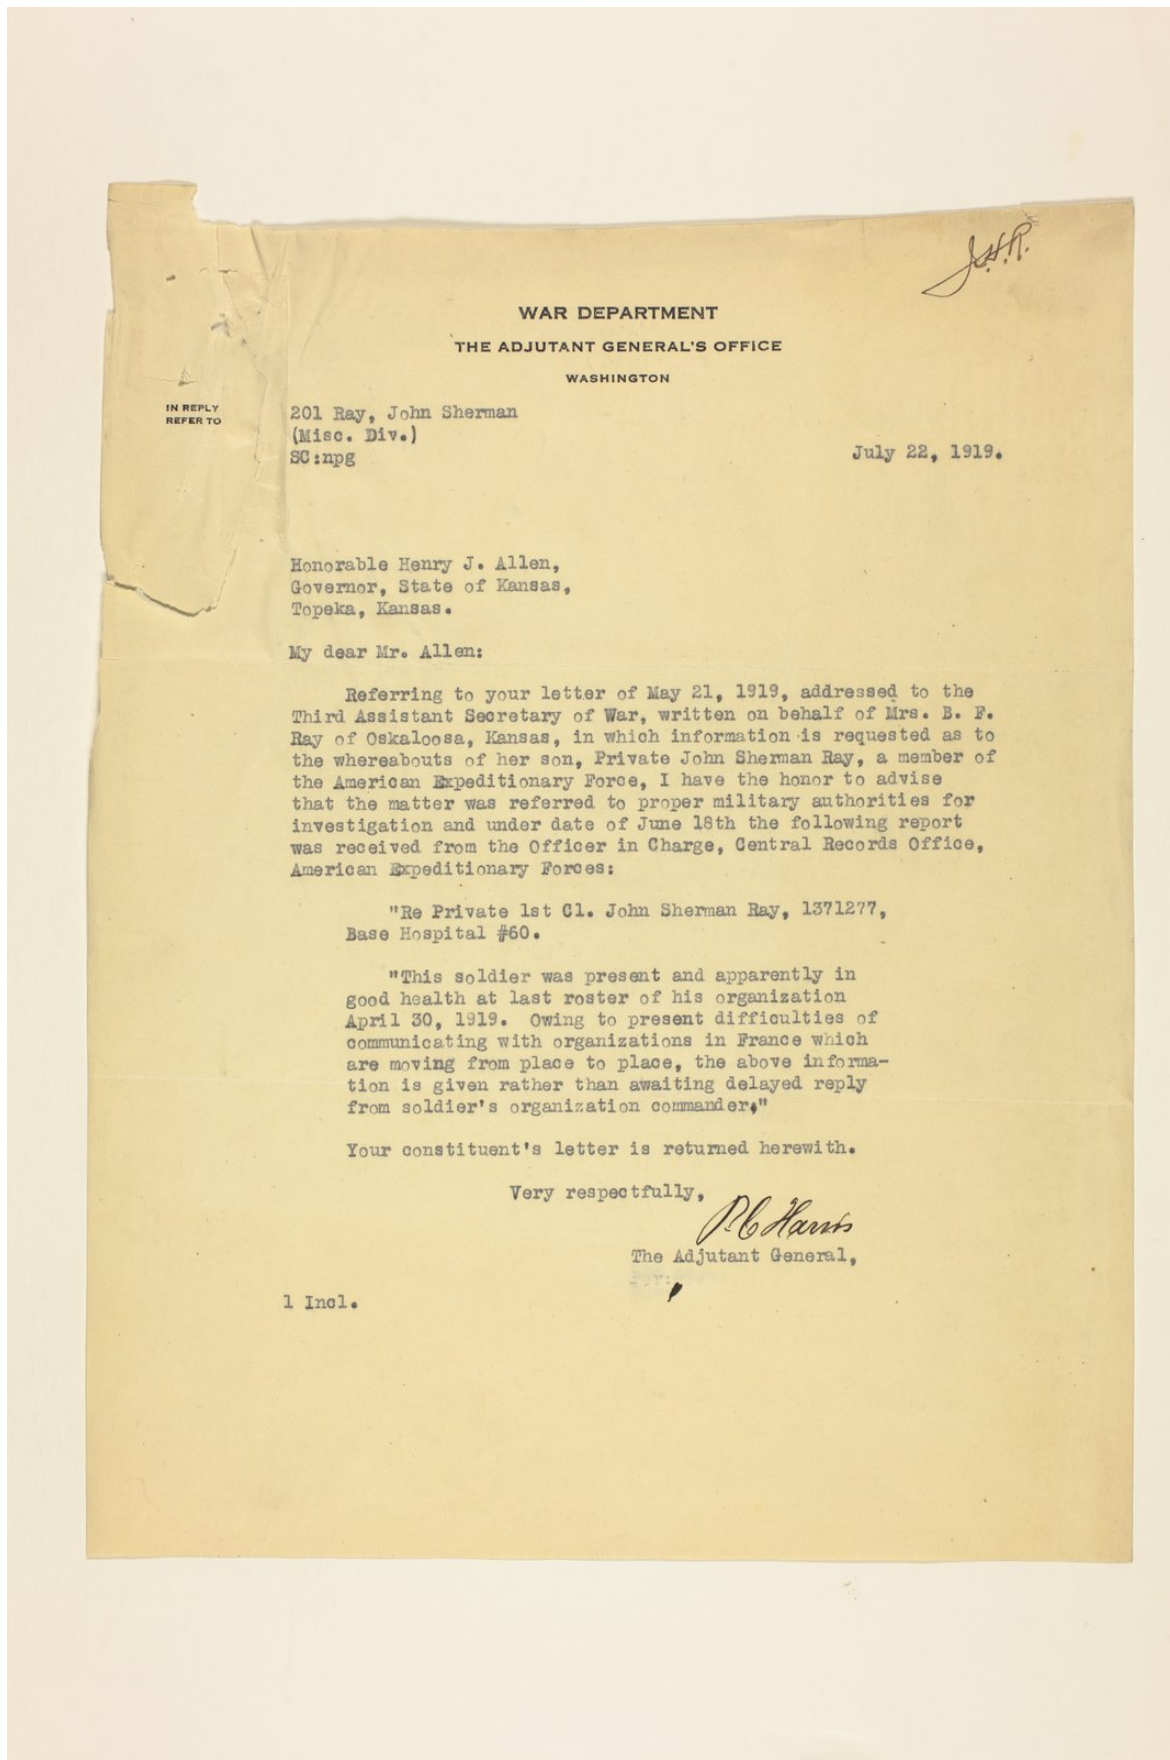 J.H.R.
WAR DEPARTMENT
THE ADJUTANT GENERAL'S OFFICE
WASHINGTON
IN REPLY
REFER TO
201 Ray, John Sherman
(Misc. Div.)
SC:npg
July 22, 1919.
Honorable Henry J. Allen,
Governor, State of Kansas,
Topeka, Kansas.
My dear Mr. Allen:
Referring to your letter of May 21, 1919, addressed to the
Third Assistant Secretary of War, written on behalf of Mrs. B. F.
Ray of Oskaloosa, Kansas, in which information is requested as to
the whereabouts of her son, Private John Sherman Ray, a member of
the American Expeditionary Force, I have the honor to advise
that the matter was referred to proper military authorities for
investigation and under date of June 18th the following report
was received from the Officer in Charge, Central Records Office,
American Expeditionary Forces:
"Re Private 1st Cl. John Sherman Ray, 1371277,
Base Hospital #60.
"This soldier was present and apparently in
good health at last roster of his organization
April 30, 1919. Owing to present difficulties of
communicating with organizations in France which
are moving from place to place, the above informa-
tion is given rather than awaiting delayed reply
from soldier's organization commander."
Your constituent's letter is returned herewith.
Very respectfully,
P.C. Harris
The Adjutant General,
1 Incl.